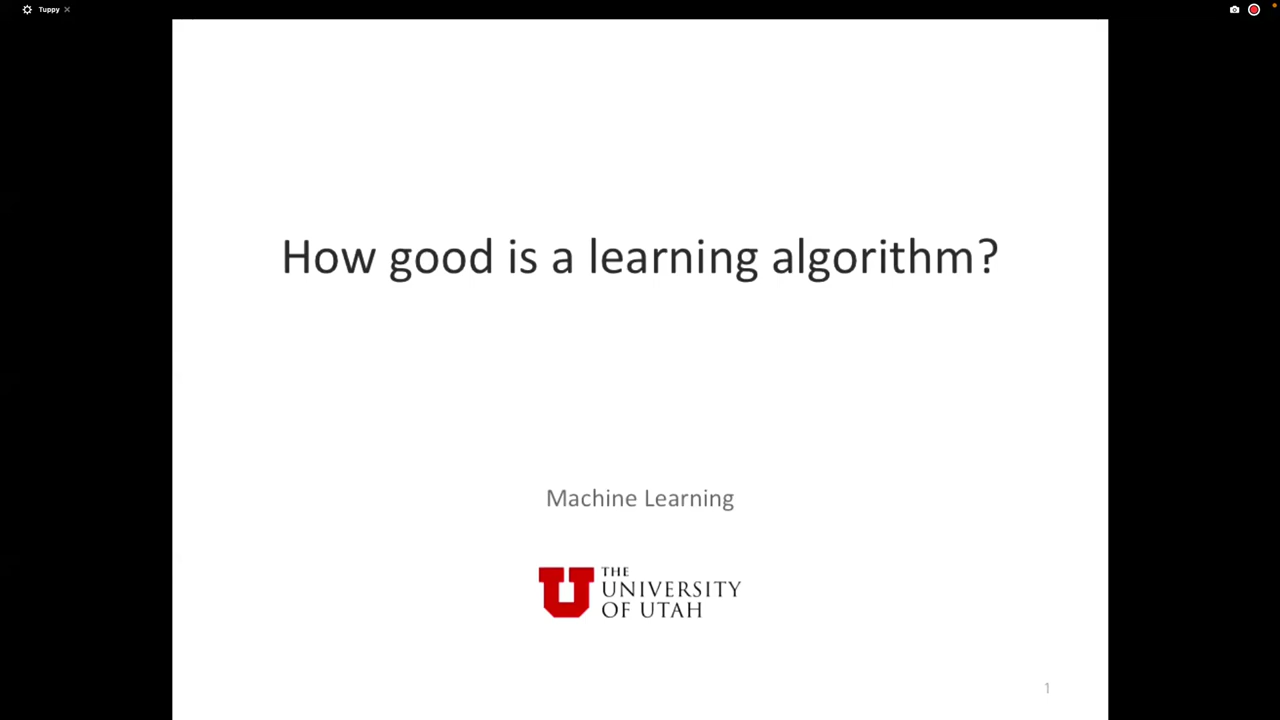 Tuppy
How good is a learning algorithm?
Machine Learning
THE
UNIVERSITY
OF UTAH
1